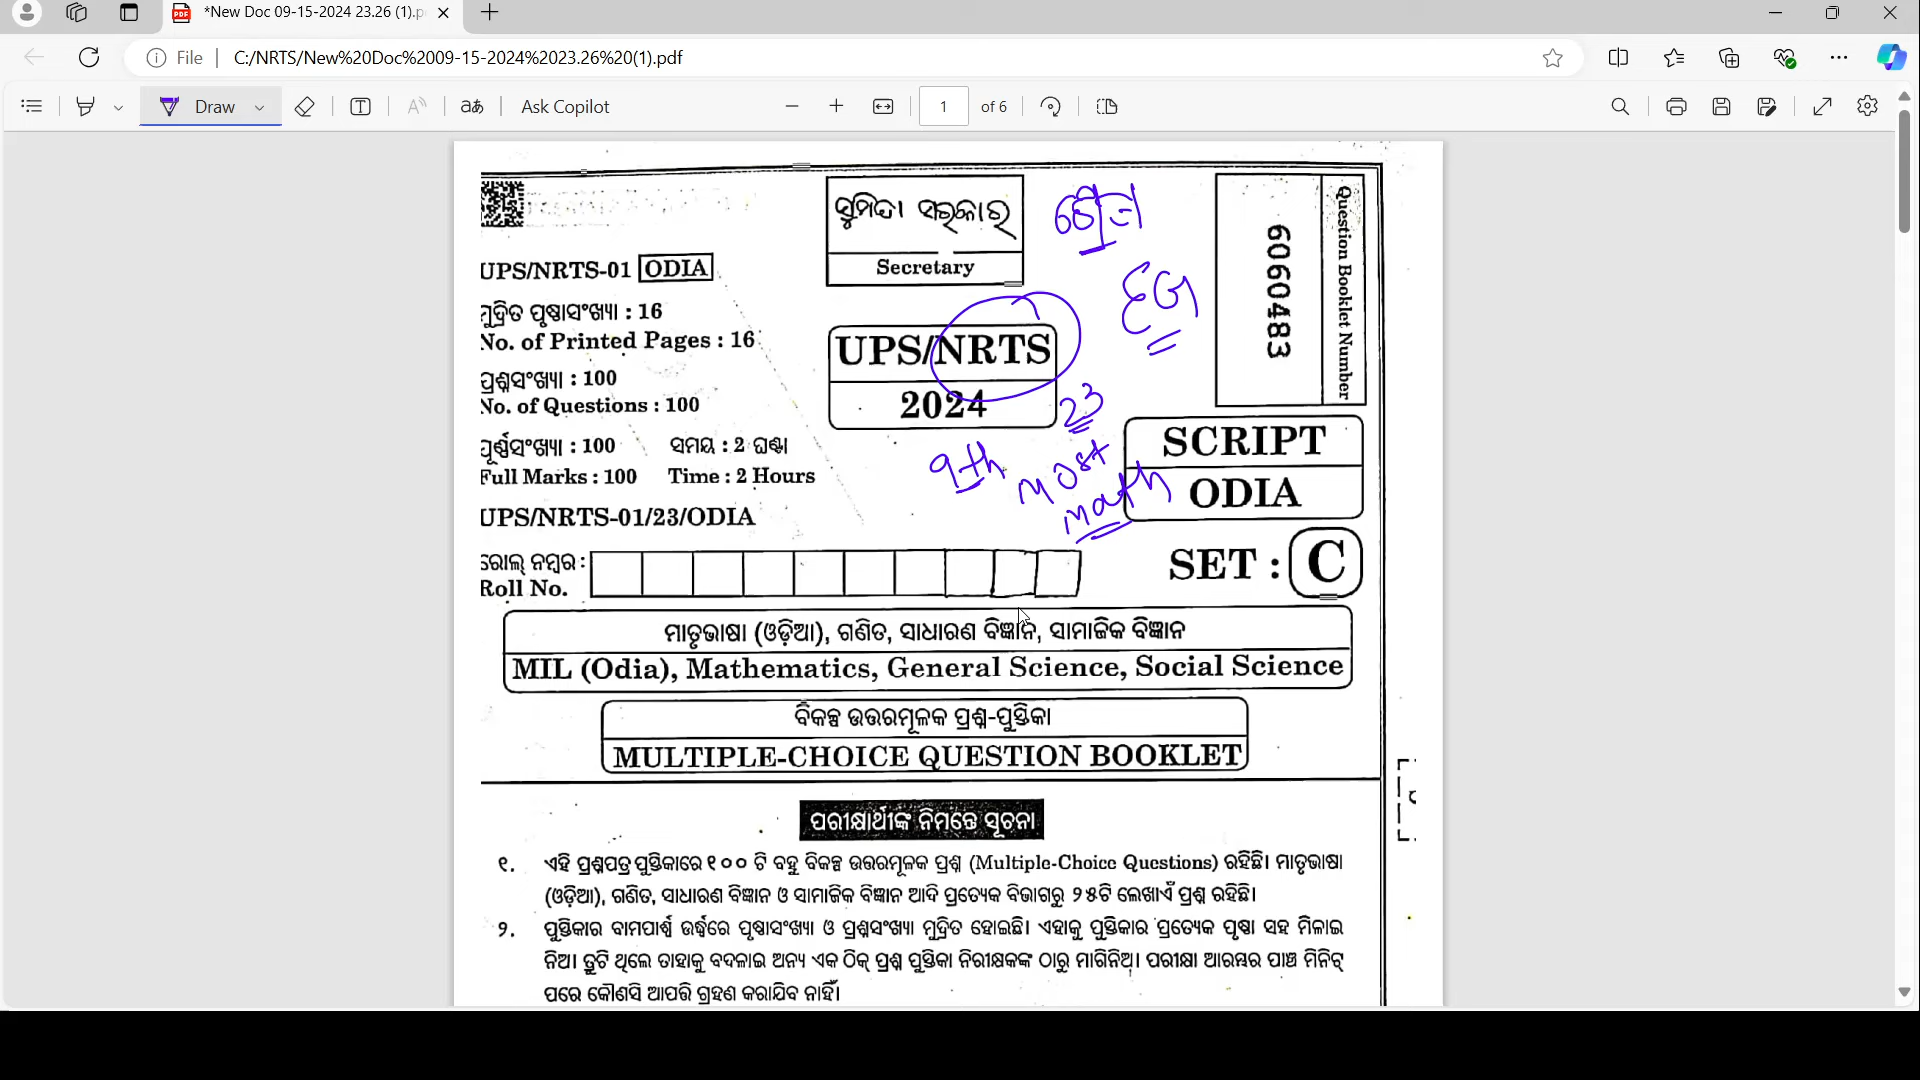 *New Doc 09-15-2024 23.26 (1).p
File
C:/NRTS/New%20Doc%2009-15-2024%2023.26%20(1).pdf
Draw
Ask Copilot
1 of 6
ସୁମିତ୍ରା ସରକାର
Secretary
Question Booklet Number
6060483
UPS/NRTS-01 ODIA
ମୁଦ୍ରିତ ପୃଷ୍ଠାସଂଖ୍ୟା : 16
No. of Printed Pages : 16
ପ୍ରଶ୍ନସଂଖ୍ୟା : 100
No. of Questions : 100
UPS/NRTS
2024
23
9th
most
math
ପୂର୍ଣ୍ଣସଂଖ୍ୟା : 100 ସମୟ : 2 ଘଣ୍ଟା
Full Marks : 100 Time : 2 Hours
SCRIPT
ODIA
UPS/NRTS-01/23/ODIA
ରୋଲ୍ ନମ୍ବର :
Roll No.
SET : C
ମାତୃଭାଷା (ଓଡ଼ିଆ), ଗଣିତ, ସାଧାରଣ ବିଜ୍ଞାନ, ସାମାଜିକ ବିଜ୍ଞାନ
MIL (Odia), Mathematics, General Science, Social Science
ବିକଳ୍ପ ଉତ୍ତରମୂଳକ ପ୍ରଶ୍ନ-ପୁସ୍ତିକା
MULTIPLE-CHOICE QUESTION BOOKLET
ପରୀକ୍ଷାର୍ଥୀଙ୍କ ନିମନ୍ତେ ସୂଚନା
୧. ଏହି ପ୍ରଶ୍ନପତ୍ର ପୁସ୍ତିକାରେ ୧୦୦ ଟି ବହୁ ବିକଳ୍ପ ଉତ୍ତରମୂଳକ ପ୍ରଶ୍ନ (Multiple-Choice Questions) ରହିଛି। ମାତୃଭାଷା
(ଓଡ଼ିଆ), ଗଣିତ, ସାଧାରଣ ବିଜ୍ଞାନ ଓ ସାମାଜିକ ବିଜ୍ଞାନ ଆଦି ପ୍ରତ୍ୟେକ ବିଭାଗରୁ ୨୫ଟି ଲେଖାଏଁ ପ୍ରଶ୍ନ ରହିଛି।
୨. ପୁସ୍ତିକାର ବାମପାର୍ଶ୍ୱ ଉର୍ଦ୍ଧ୍ୱରେ ପୃଷ୍ଠାସଂଖ୍ୟା ଓ ପ୍ରଶ୍ନସଂଖ୍ୟା ମୁଦ୍ରିତ ହୋଇଛି। ଏହାକୁ ପୁସ୍ତିକାର ପ୍ରତ୍ୟେକ ପୃଷ୍ଠା ସହ ମିଳାଇ
ନିଅ। ତ୍ରୁଟି ଥିଲେ ତାହାକୁ ବଦଳାଇ ଅନ୍ୟ ଏକ ଠିକ୍ ପ୍ରଶ୍ନ ପୁସ୍ତିକା ନିରୀକ୍ଷକଙ୍କ ଠାରୁ ମାଗିନିଅ। ପରୀକ୍ଷା ଆରମ୍ଭର ପାଞ୍ଚ ମିନିଟ୍
ପରେ କୌଣସି ଆପତ୍ତି ଗ୍ରହଣ କରାଯିବ ନାହିଁ।